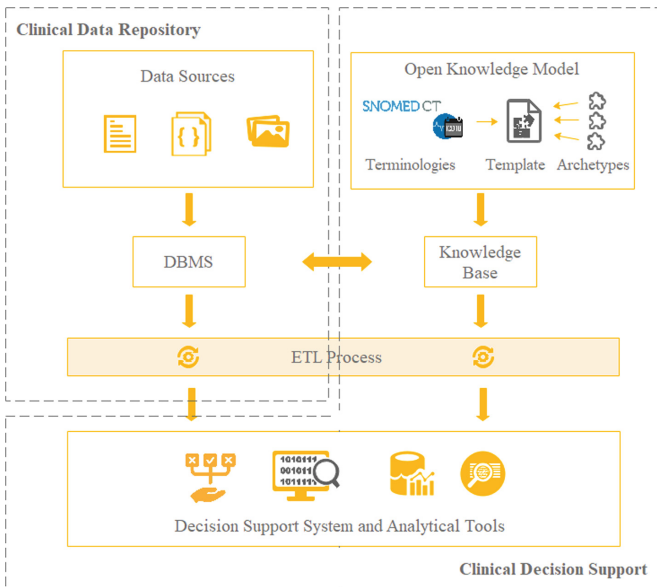 Clinical Data Repository
Data Sources
{ }
Open Knowledge Model
SNOMED CT
Terminologies
Template
Archetypes
DBMS
Knowledge
Base
ETL Process
1010111
001011
1011111
Decision Support System and Analytical Tools
Clinical Decision Support